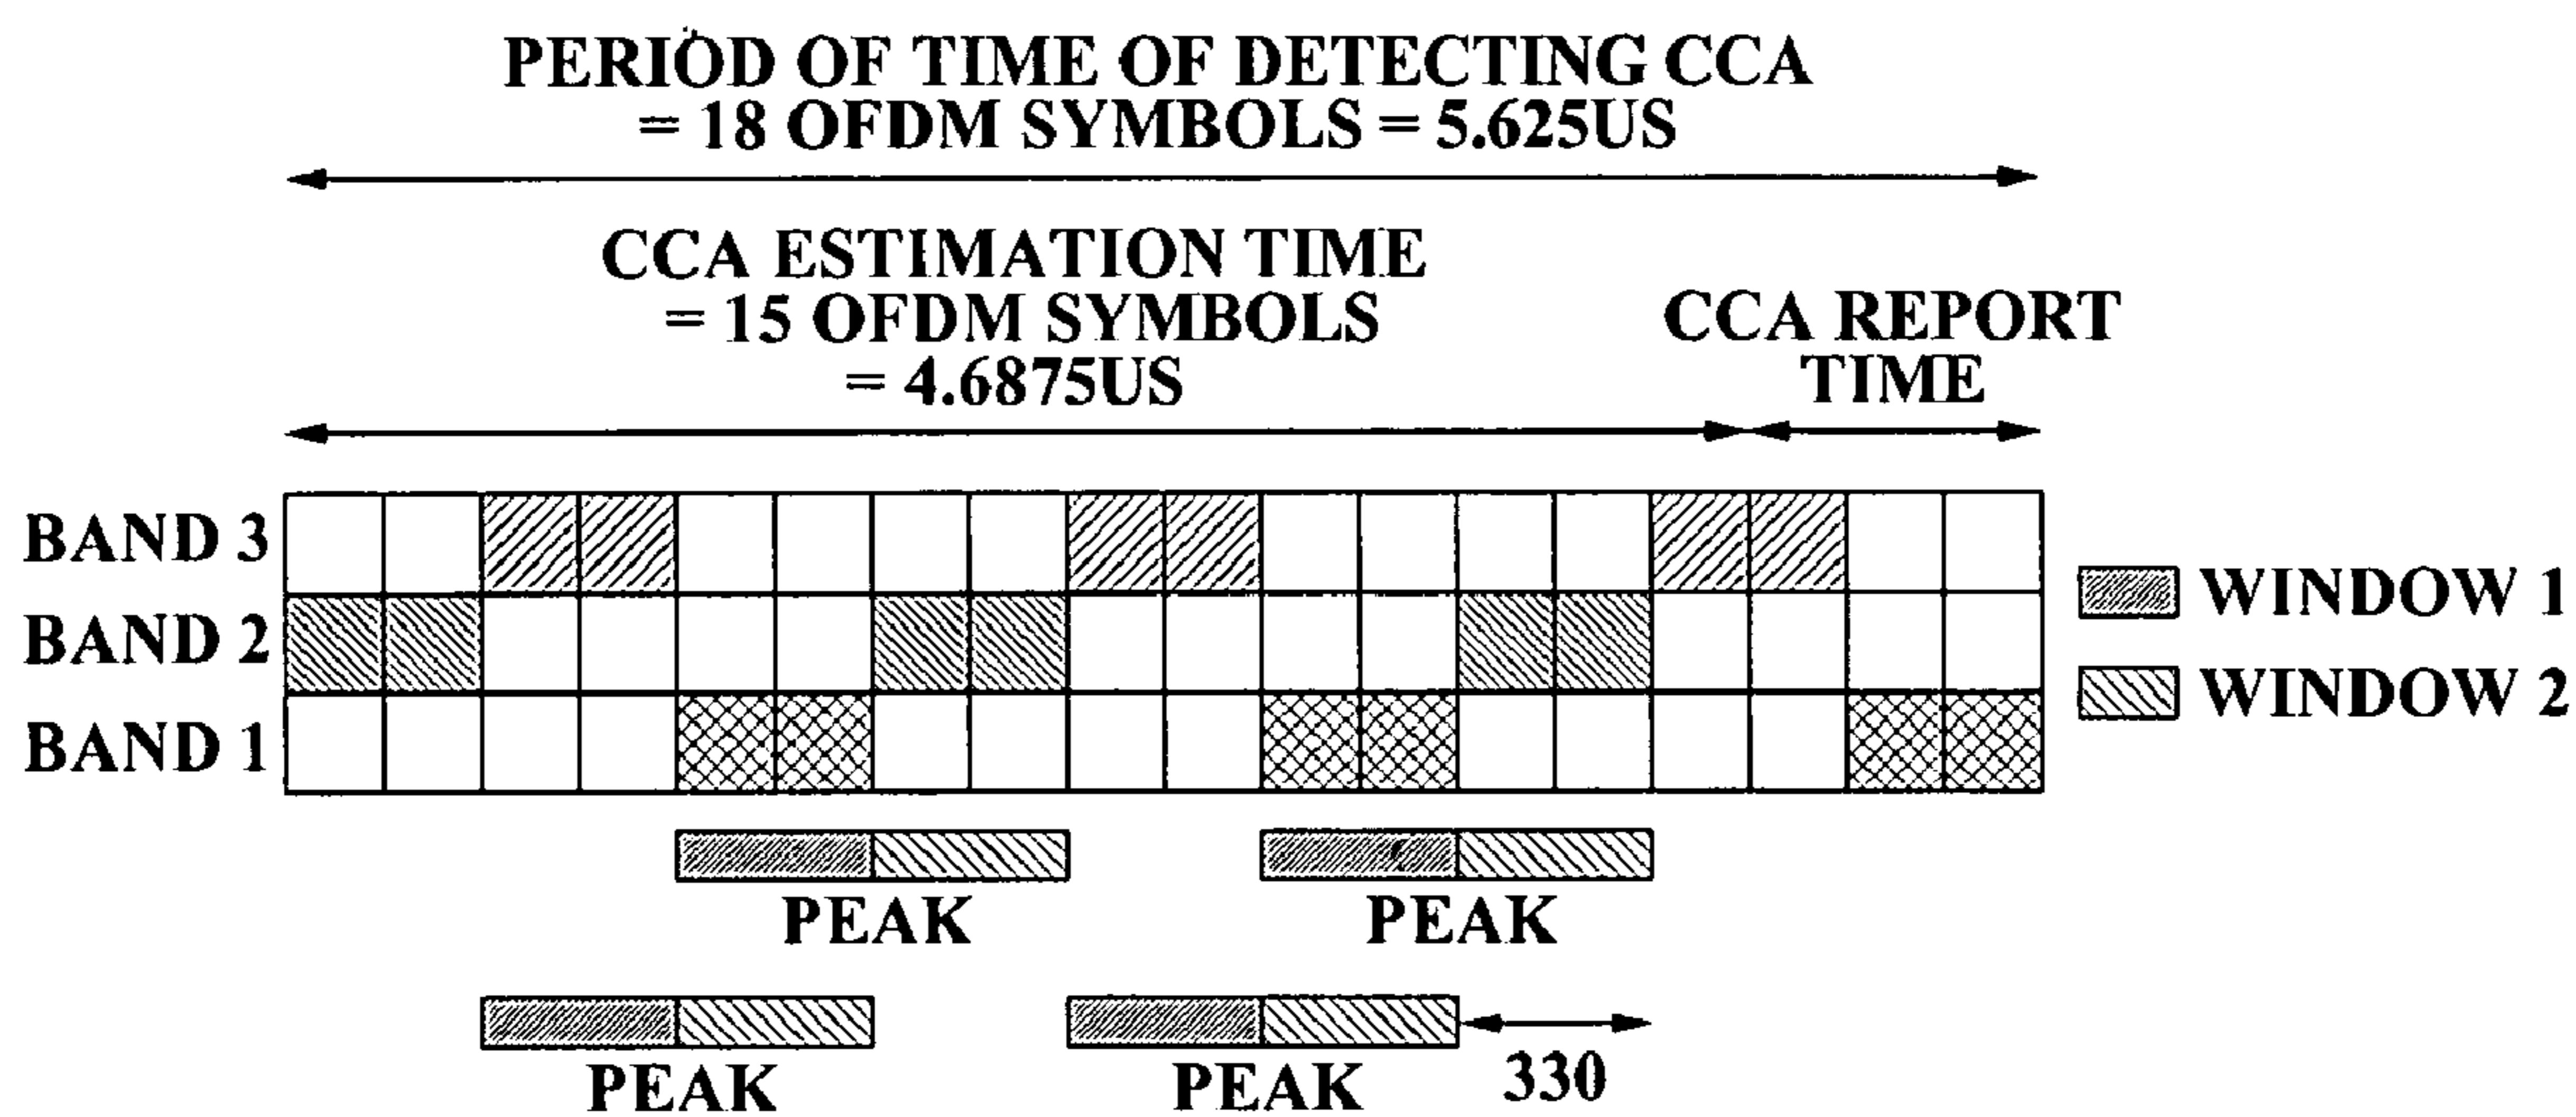 PERIOD OF TIME OF DETECTING CCA
= 18 OFDM SYMBOLS = 5.625US
CCA ESTIMATION TIME
= 15 OFDM SYMBOLS
= 4.6875US
CCA REPORT
TIME
BAND 3
BAND 2
BAND 1
WINDOW 1
WINDOW 2
PEAK
PEAK
PEAK
PEAK
330